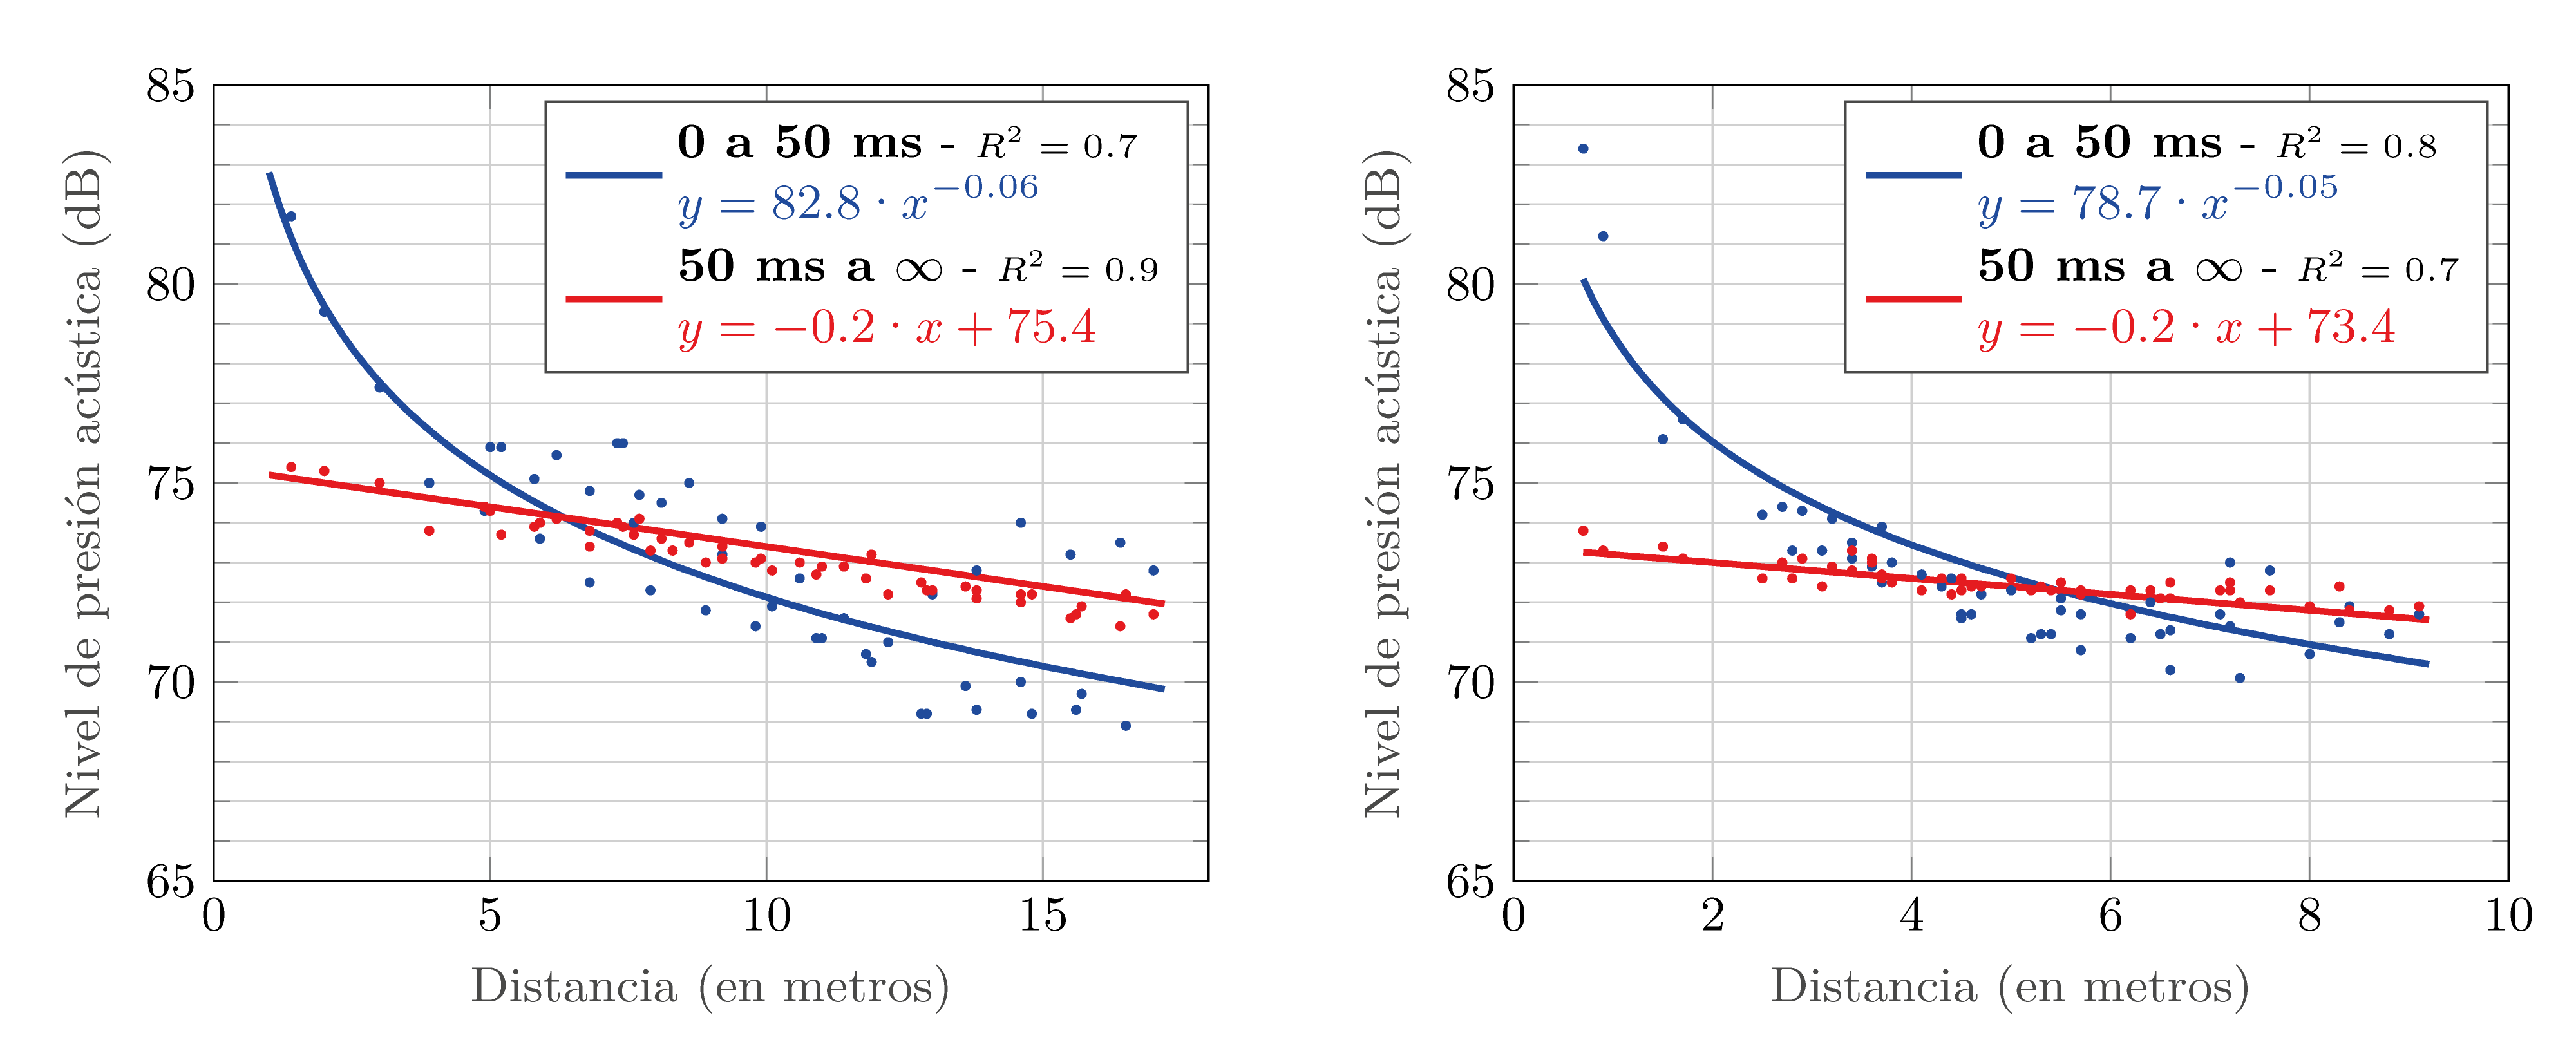 85
80
75
70
65
0 5 10 15
Nivel de presión acústica (dB)
Distancia (en metros)
0 a 50 ms - R² = 0.7
y = 82.8 · x⁻⁰·⁰⁶
50 ms a ∞ - R² = 0.9
y = −0.2 · x + 75.4
85
80
75
70
65
0 2 4 6 8 10
Nivel de presión acústica (dB)
Distancia (en metros)
0 a 50 ms - R² = 0.8
y = 78.7 · x⁻⁰·⁰⁵
50 ms a ∞ - R² = 0.7
y = −0.2 · x + 73.4